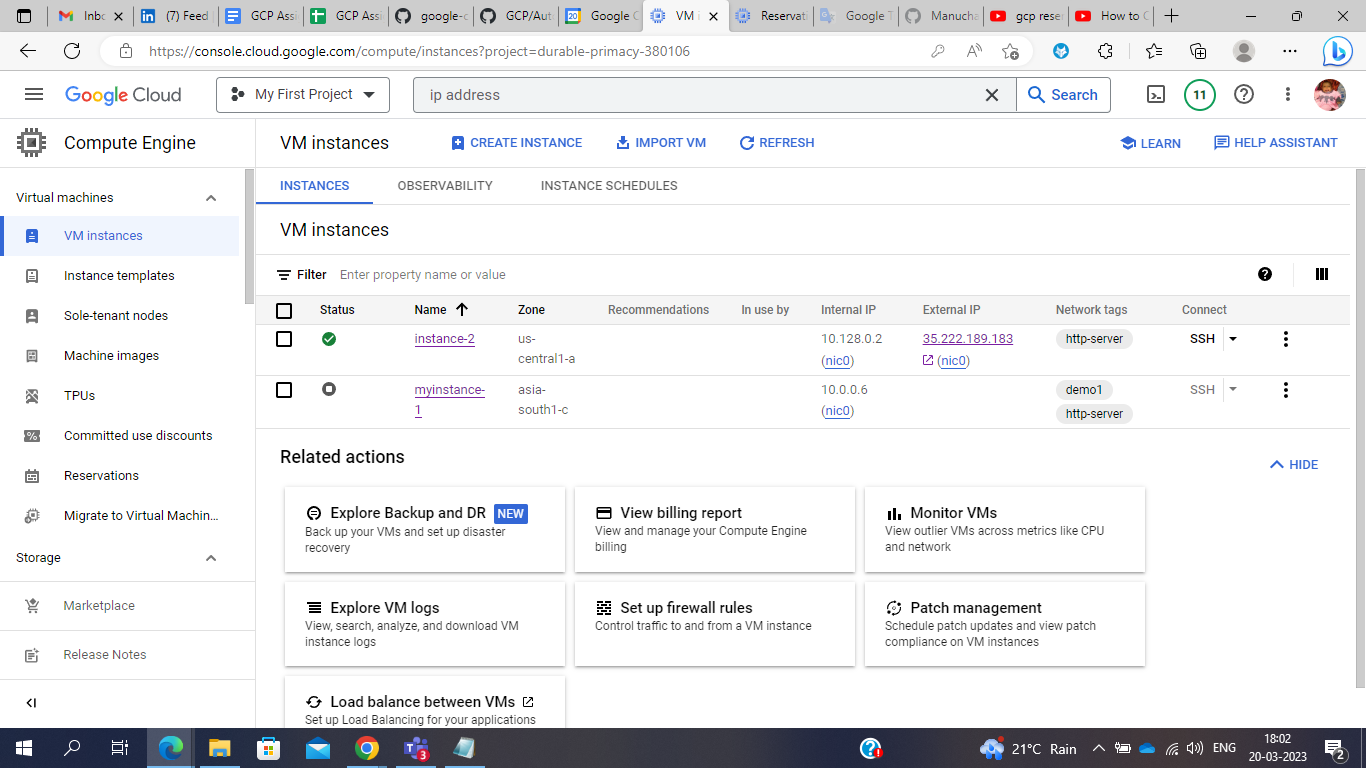 Inbo
(7) Feed
GCP Assi
GCP Assi
google-c
GCP/Aut
Google C
VM i
Reservati
Google T
Manucha
gcp rese
How to C
https://console.cloud.google.com/compute/instances?project=durable-primacy-380106
Google Cloud
My First Project
ip address
Search
11
Compute Engine
VM instances
CREATE INSTANCE
IMPORT VM
REFRESH
LEARN
HELP ASSISTANT
Virtual machines
VM instances
Instance templates
Sole-tenant nodes
Machine images
TPUs
Committed use discounts
Reservations
Migrate to Virtual Machin...
Storage
Marketplace
Release Notes
INSTANCES
OBSERVABILITY
INSTANCE SCHEDULES
VM instances
Filter Enter property name or value
Status Name Zone Recommendations In use by Internal IP External IP Network tags Connect
instance-2 us-central1-a 10.128.0.2 (nic0) 35.222.189.183 (nic0) http-server SSH
myinstance-1 asia-south1-c 10.0.0.6 (nic0) demo1 http-server SSH
Related actions
HIDE
Explore Backup and DR NEW
Back up your VMs and set up disaster
recovery
View billing report
View and manage your Compute Engine
billing
Monitor VMs
View outlier VMs across metrics like CPU
and network
Explore VM logs
View, search, analyze, and download VM
instance logs
Set up firewall rules
Control traffic to and from a VM instance
Patch management
Schedule patch updates and view patch
compliance on VM instances
Load balance between VMs
Set up Load Balancing for your applications
3
21°C Rain
ENG
18:02
20-03-2023
2